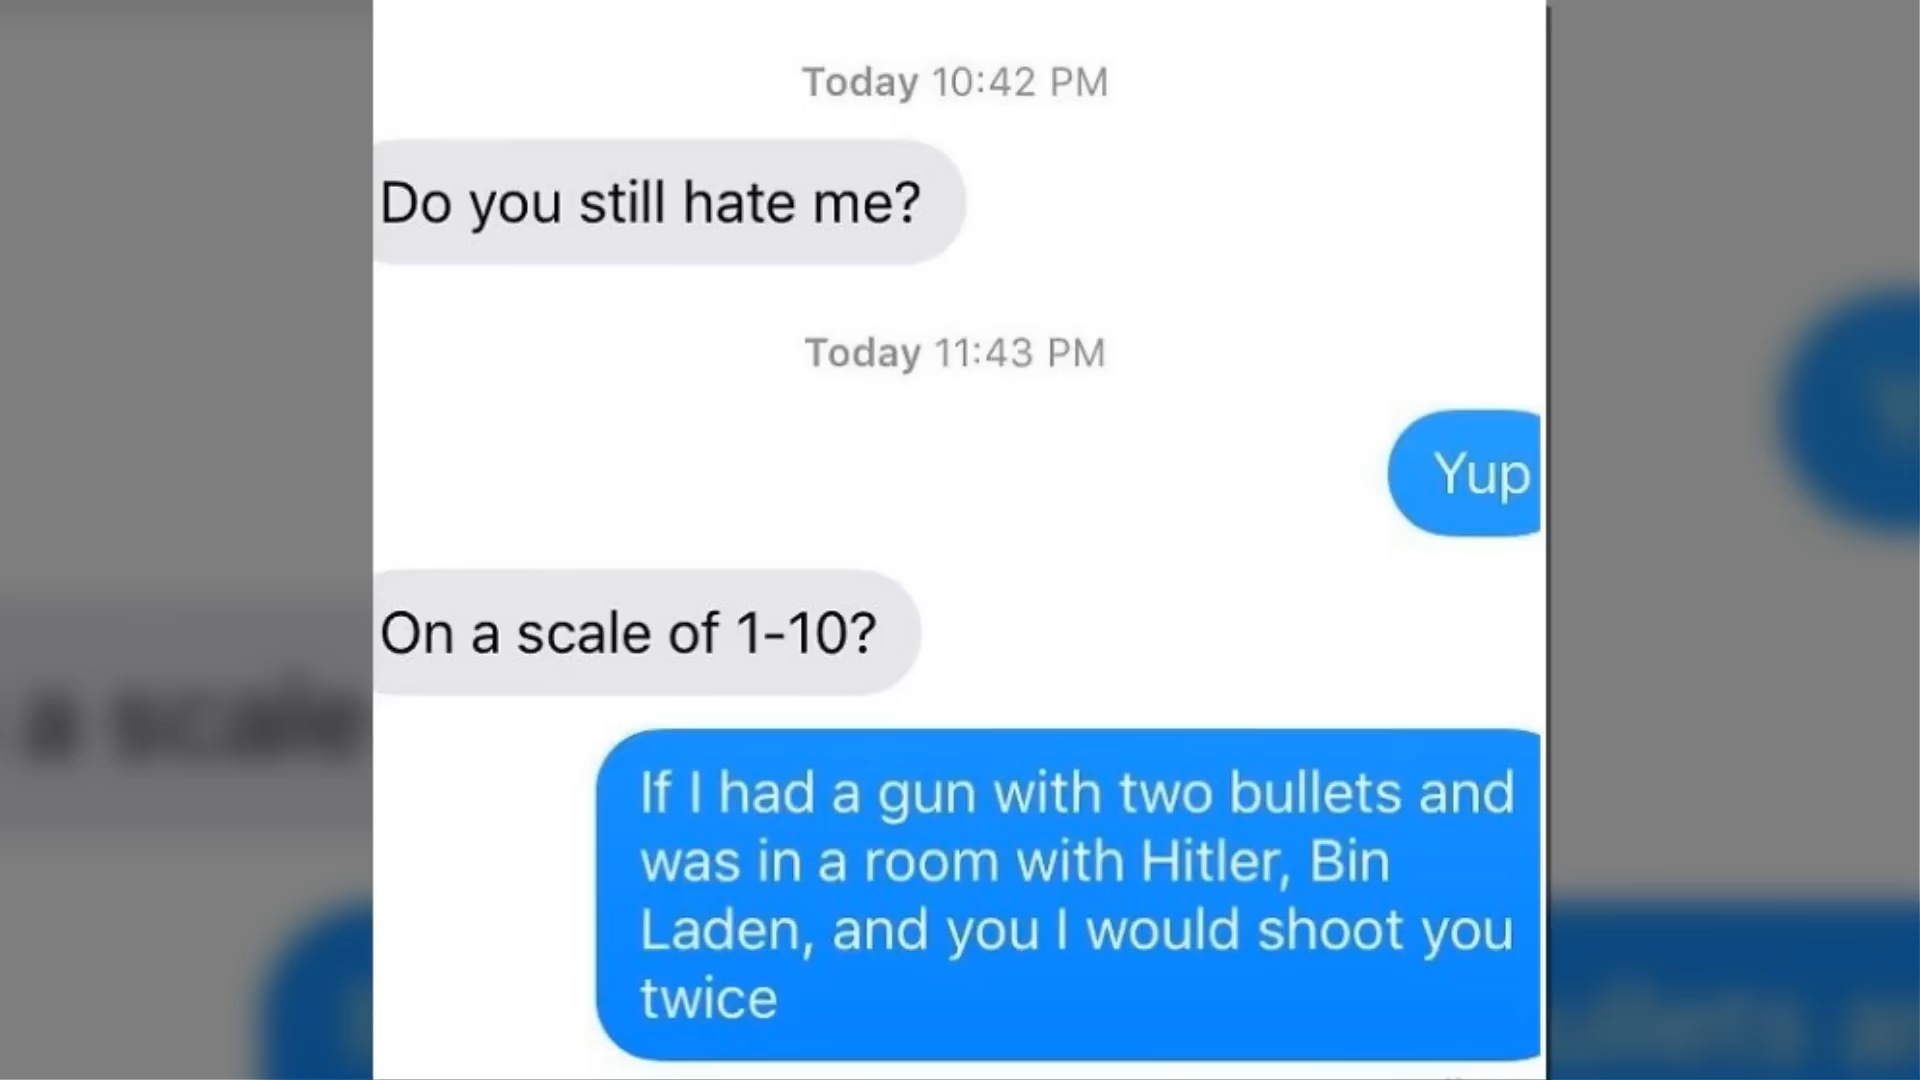 Today 10:42 PM
Do you still hate me?
Today 11:43 PM
Yup
On a scale of 1-10?
If I had a gun with two bullets and
was in a room with Hitler, Bin
Laden, and you I would shoot you
twice
a scale